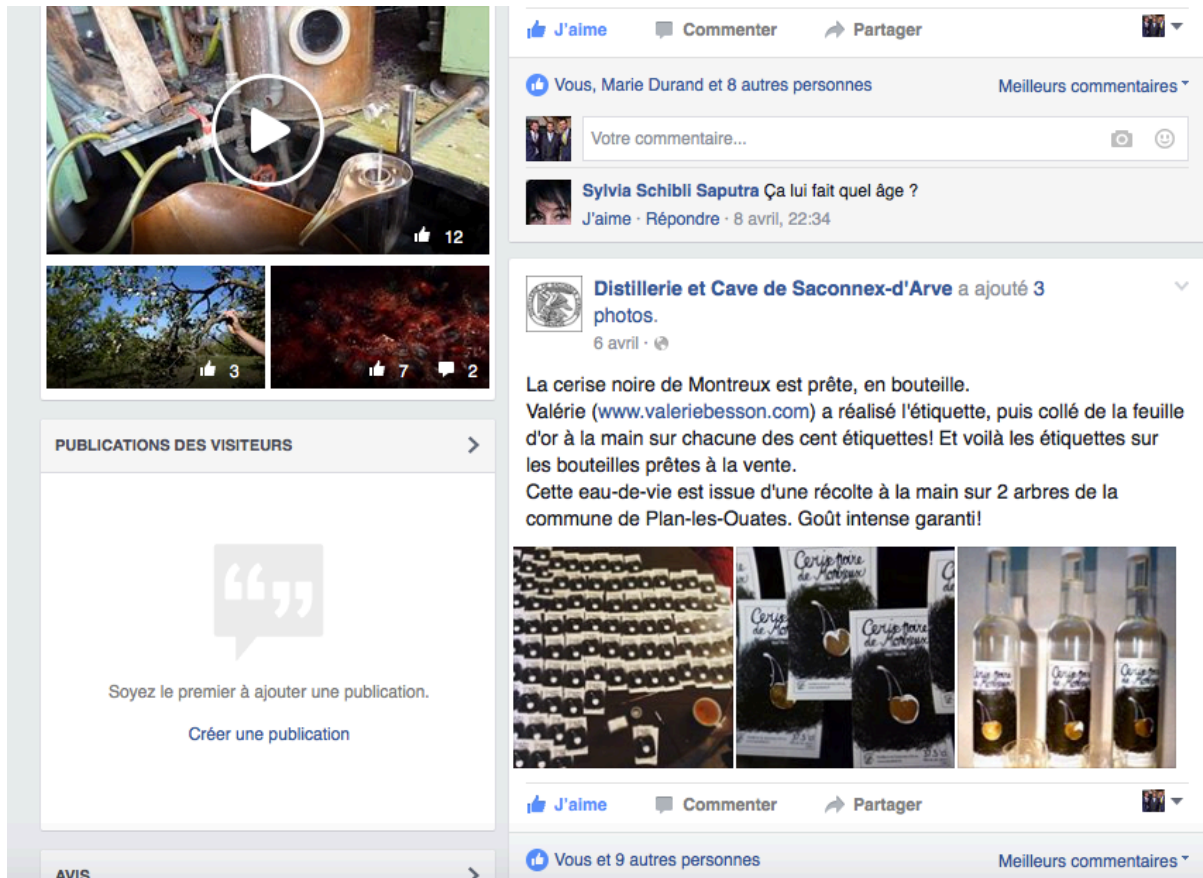 12
3
7
2
PUBLICATIONS DES VISITEURS
Soyez le premier à ajouter une publication.
Créer une publication
AVIS
J'aime Commenter Partager
Vous, Marie Durand et 8 autres personnes
Meilleurs commentaires
Votre commentaire...
Sylvia Schibli Saputra Ça lui fait quel âge ?
J'aime · Répondre · 8 avril, 22:34
Distillerie et Cave de Saconnex-d'Arve a ajouté 3
photos.
6 avril ·
La cerise noire de Montreux est prête, en bouteille.
Valérie (www.valeriebesson.com) a réalisé l'étiquette, puis collé de la feuille
d'or à la main sur chacune des cent étiquettes! Et voilà les étiquettes sur
les bouteilles prêtes à la vente.
Cette eau-de-vie est issue d'une récolte à la main sur 2 arbres de la
commune de Plan-les-Ouates. Goût intense garanti!
Cerise noire
de Montreux
Cerise noire
de Montreux
J'aime Commenter Partager
Vous et 9 autres personnes
Meilleurs commentaires